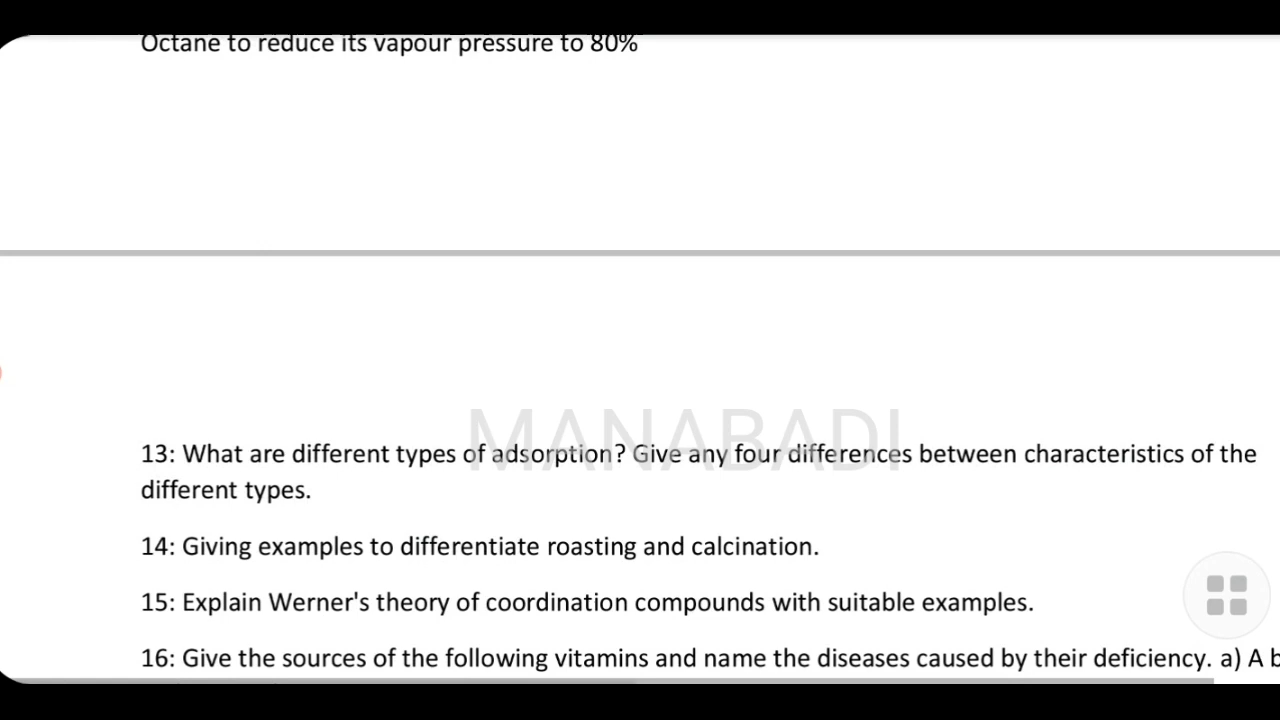 Octane to reduce its vapour pressure to 80%
MANABADI
13: What are different types of adsorption? Give any four differences between characteristics of the
different types.
14: Giving examples to differentiate roasting and calcination.
15: Explain Werner's theory of coordination compounds with suitable examples.
16: Give the sources of the following vitamins and name the diseases caused by their deficiency. a) A